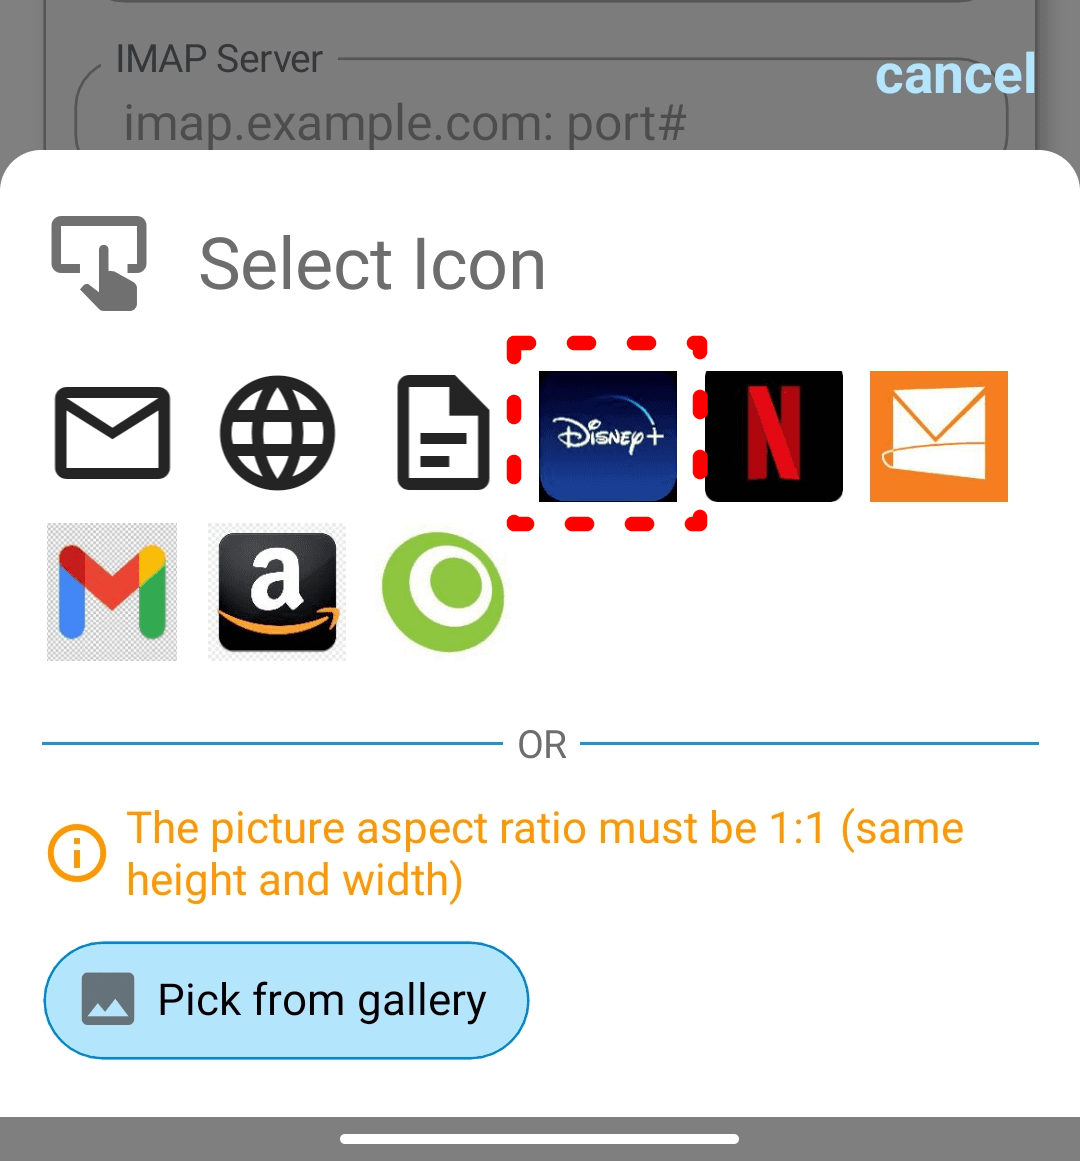 IMAP Server
cancel
imap.example.com: port#
Select Icon
Disney+
N
a
OR
The picture aspect ratio must be 1:1 (same
height and width)
Pick from gallery